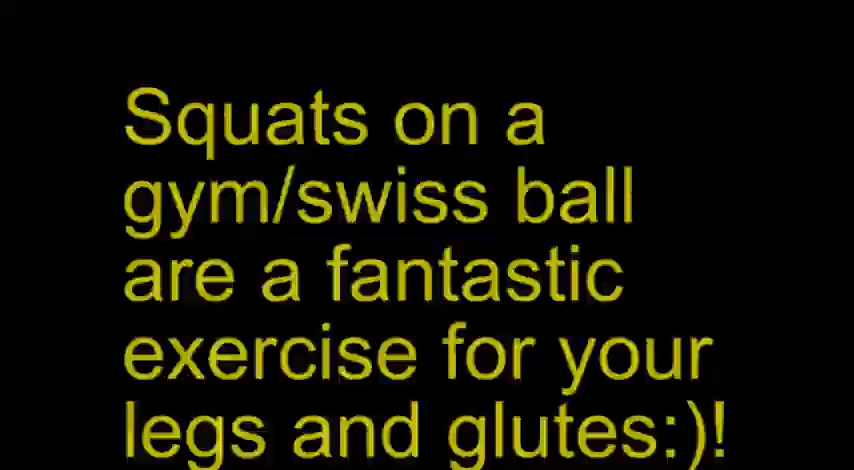 Squats on a
gym/swiss ball
are a fantastic
exercise for your
legs and glutes:)!